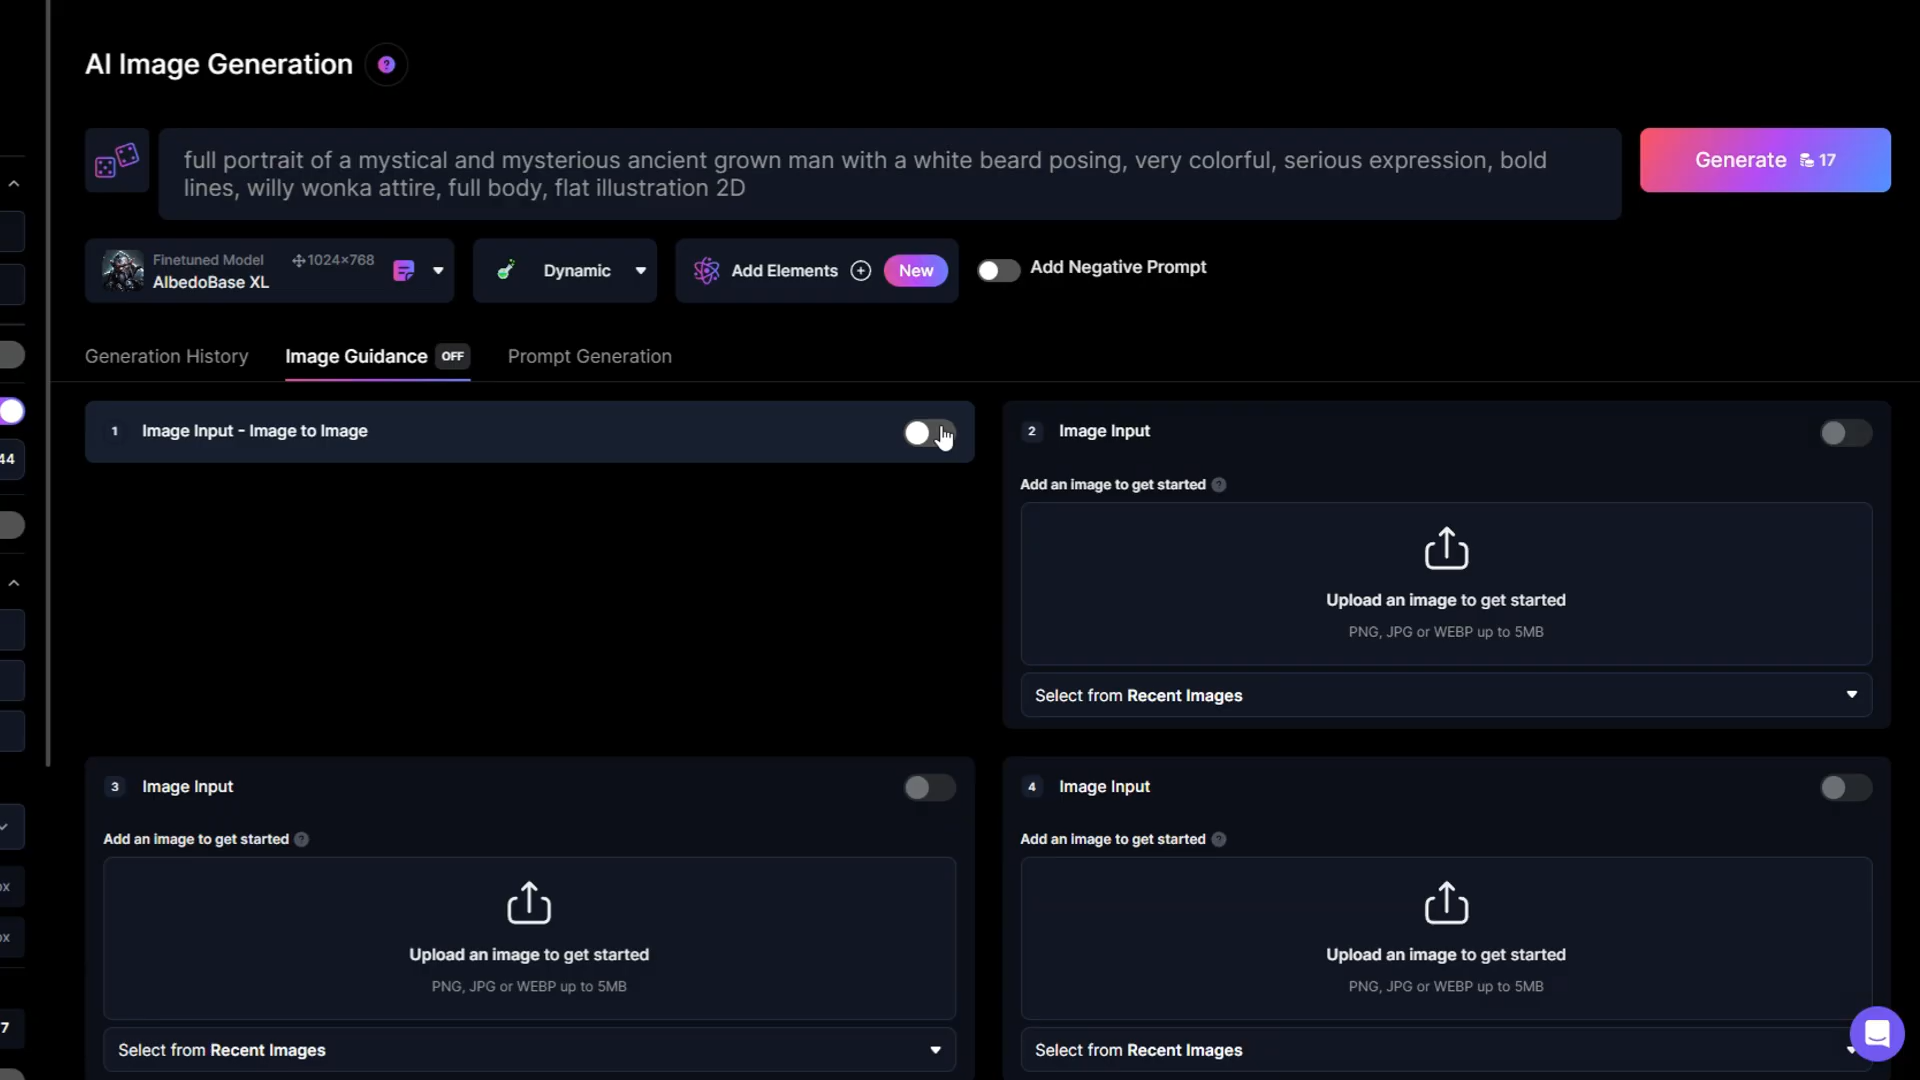 AI Image Generation
full portrait of a mystical and mysterious ancient grown man with a white beard posing, very colorful, serious expression, bold
lines, willy wonka attire, full body, flat illustration 2D
Generate 17
Finetuned Model 1024×768
AlbedoBase XL
Dynamic
Add Elements New
Add Negative Prompt
Generation History
Image Guidance OFF
Prompt Generation
1 Image Input - Image to Image
2 Image Input
44
Add an image to get started
Upload an image to get started
PNG, JPG or WEBP up to 5MB
Select from Recent Images
3 Image Input
4 Image Input
Add an image to get started
Add an image to get started
px
px
Upload an image to get started
Upload an image to get started
PNG, JPG or WEBP up to 5MB
PNG, JPG or WEBP up to 5MB
7
Select from Recent Images
Select from Recent Images